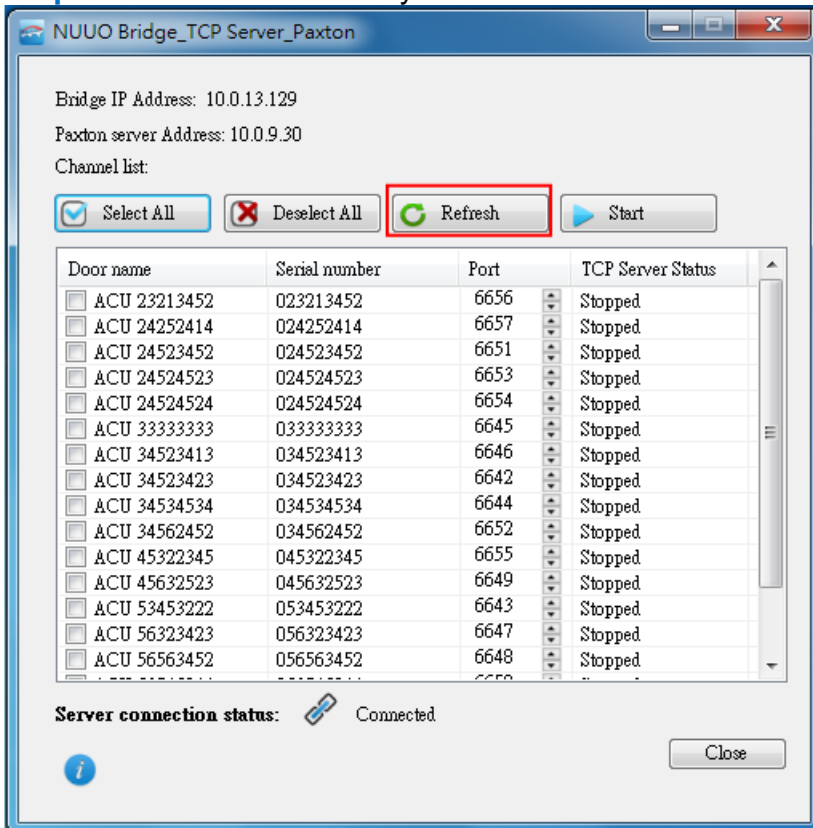 NUUO Bridge_TCP Server_Paxton
Bridge IP Address: 10.0.13.129
Paxton server Address: 10.0.9.30
Channel list:
Select All Deselect All Refresh Start
Door name Serial number Port TCP Server Status
ACU 23213452 023213452 6656 Stopped
ACU 24252414 024252414 6657 Stopped
ACU 24523452 024523452 6651 Stopped
ACU 24524523 024524523 6653 Stopped
ACU 24524524 024524524 6654 Stopped
ACU 33333333 033333333 6645 Stopped
ACU 34523413 034523413 6646 Stopped
ACU 34523423 034523423 6642 Stopped
ACU 34534534 034534534 6644 Stopped
ACU 34562452 034562452 6652 Stopped
ACU 45322345 045322345 6655 Stopped
ACU 45632523 045632523 6649 Stopped
ACU 53453222 053453222 6643 Stopped
ACU 56323423 056323423 6647 Stopped
ACU 56563452 056563452 6648 Stopped
Server connection status: Connected
Close